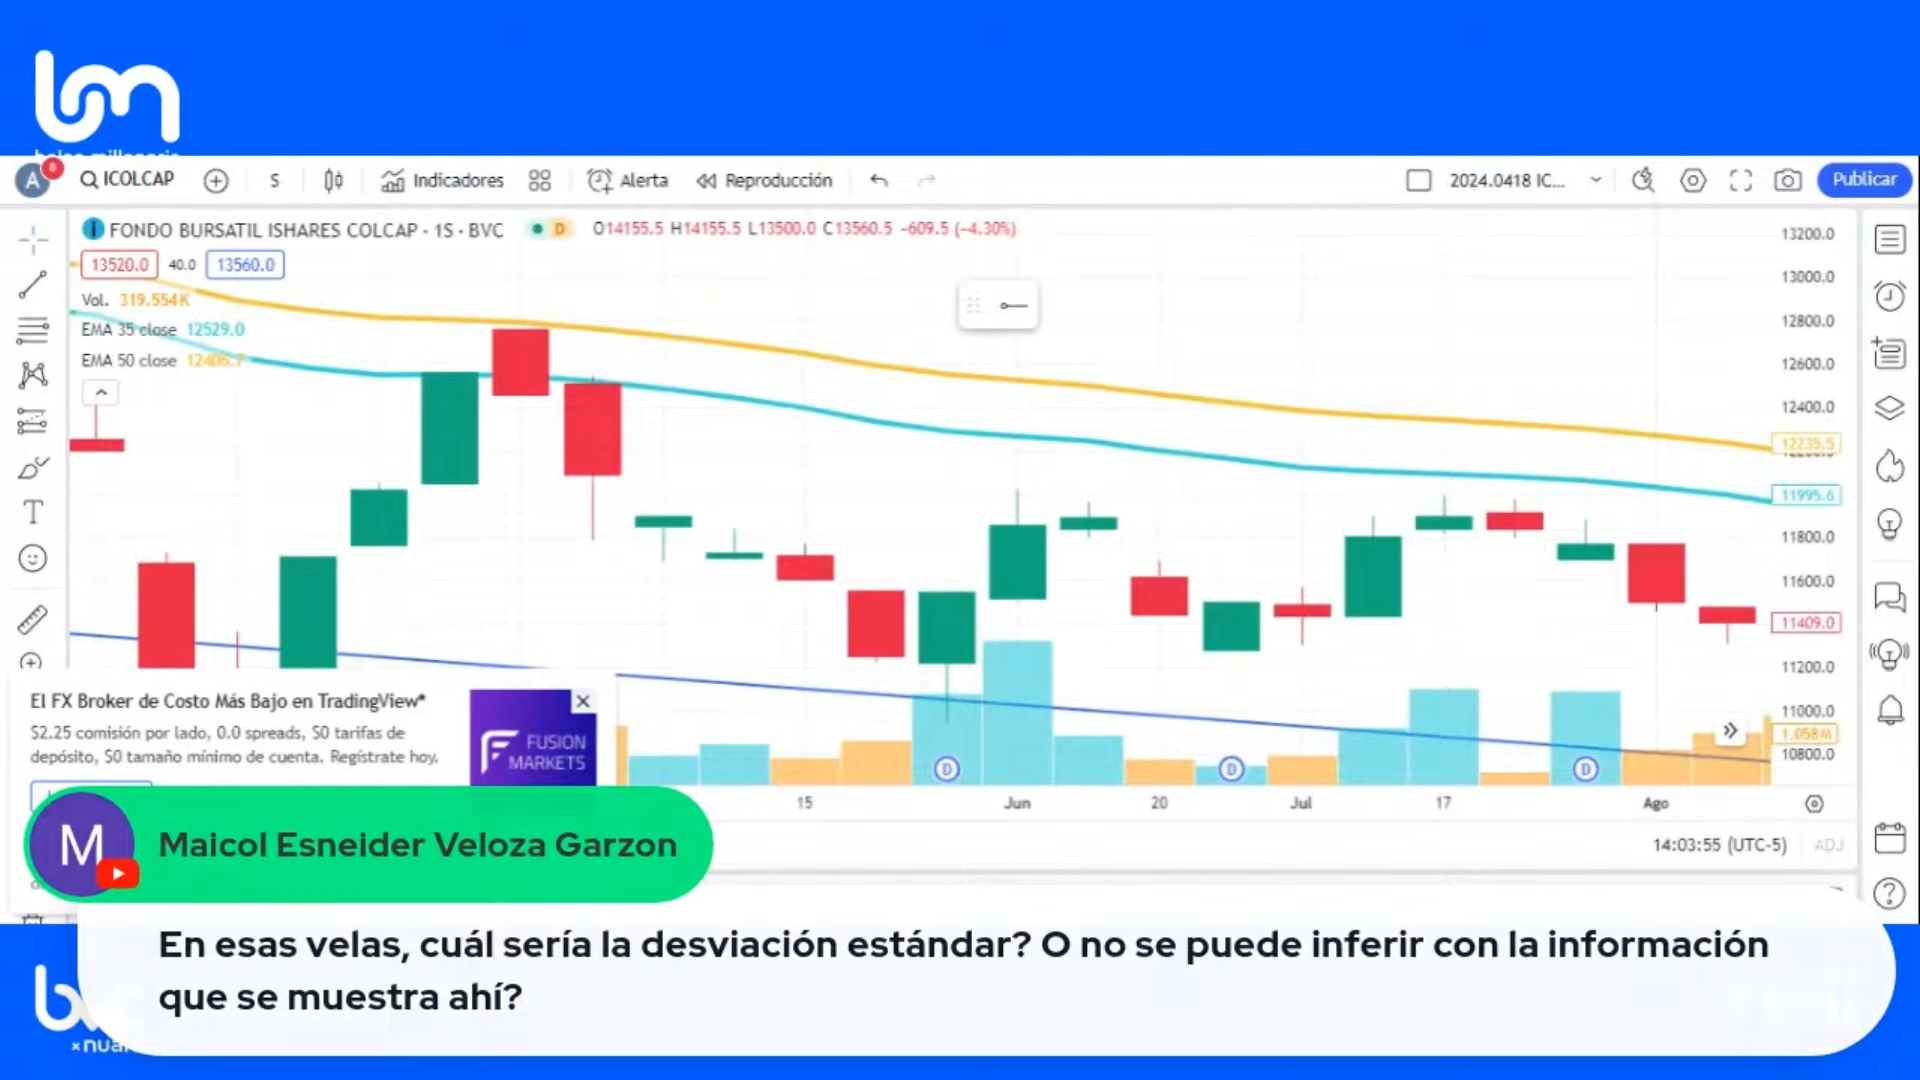 bm
A
8
ICOLCAP
S
Indicadores
Alerta
Reproducción
2024.0418 IC...
Publicar
FONDO BURSATIL ISHARES COLCAP · 1S · BVC
D
O14155.5 H14155.5 L13500.0 C13560.5 −609.5 (−4.30%)
13520.0
40.0
13560.0
Vol. 319.554K
EMA 35 close 12529.0
EMA 50 close 12406.7
13200.0
13000.0
12800.0
12600.0
12400.0
12235.5
11995.6
11800.0
11600.0
11409.0
11200.0
11000.0
1.058M
10800.0
El FX Broker de Costo Más Bajo en TradingView*
$2.25 comisión por lado, 0.0 spreads, $0 tarifas de
depósito, $0 tamaño mínimo de cuenta. Regístrate hoy.
FUSION
MARKETS
D
D
D
15
Jun
20
Jul
17
Ago
14:03:55 (UTC-5)
ADJ
M
Maicol Esneider Veloza Garzon
En esas velas, cuál sería la desviación estándar? O no se puede inferir con la información
que se muestra ahí?